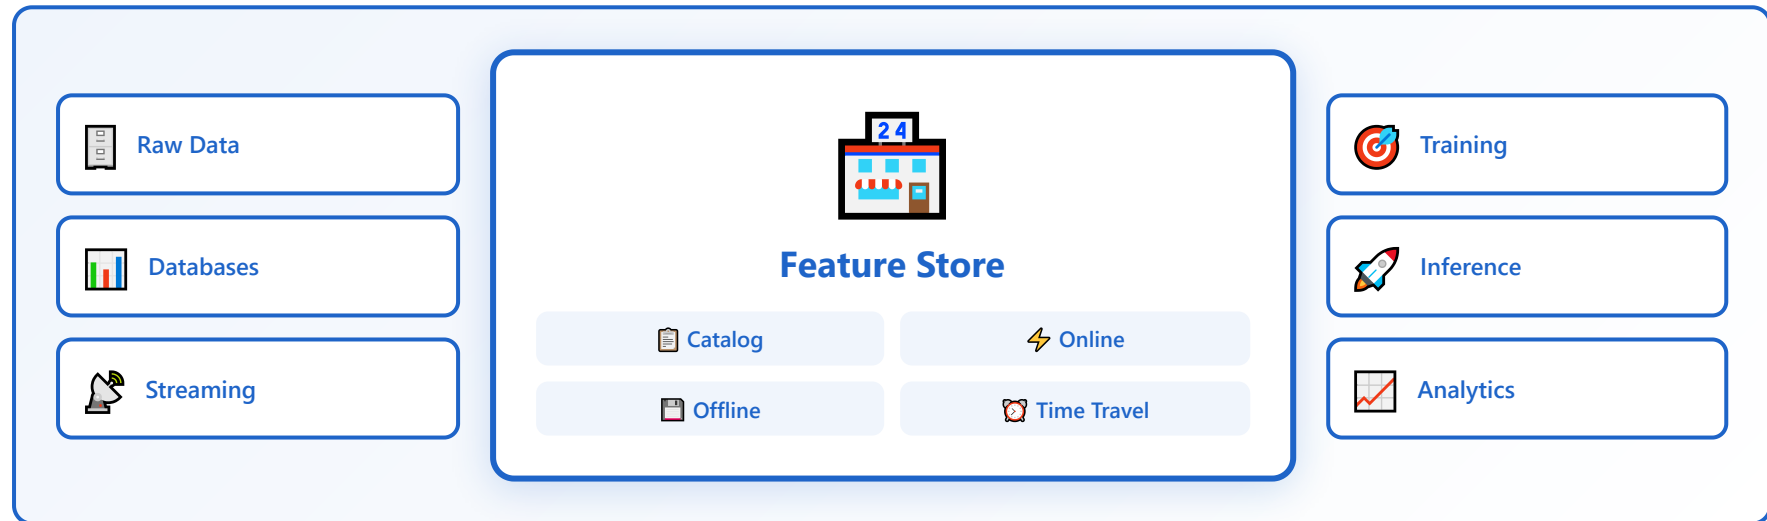 Raw Data
Databases
Streaming
24
Feature Store
Catalog
Online
Offline
Time Travel
Training
Inference
Analytics